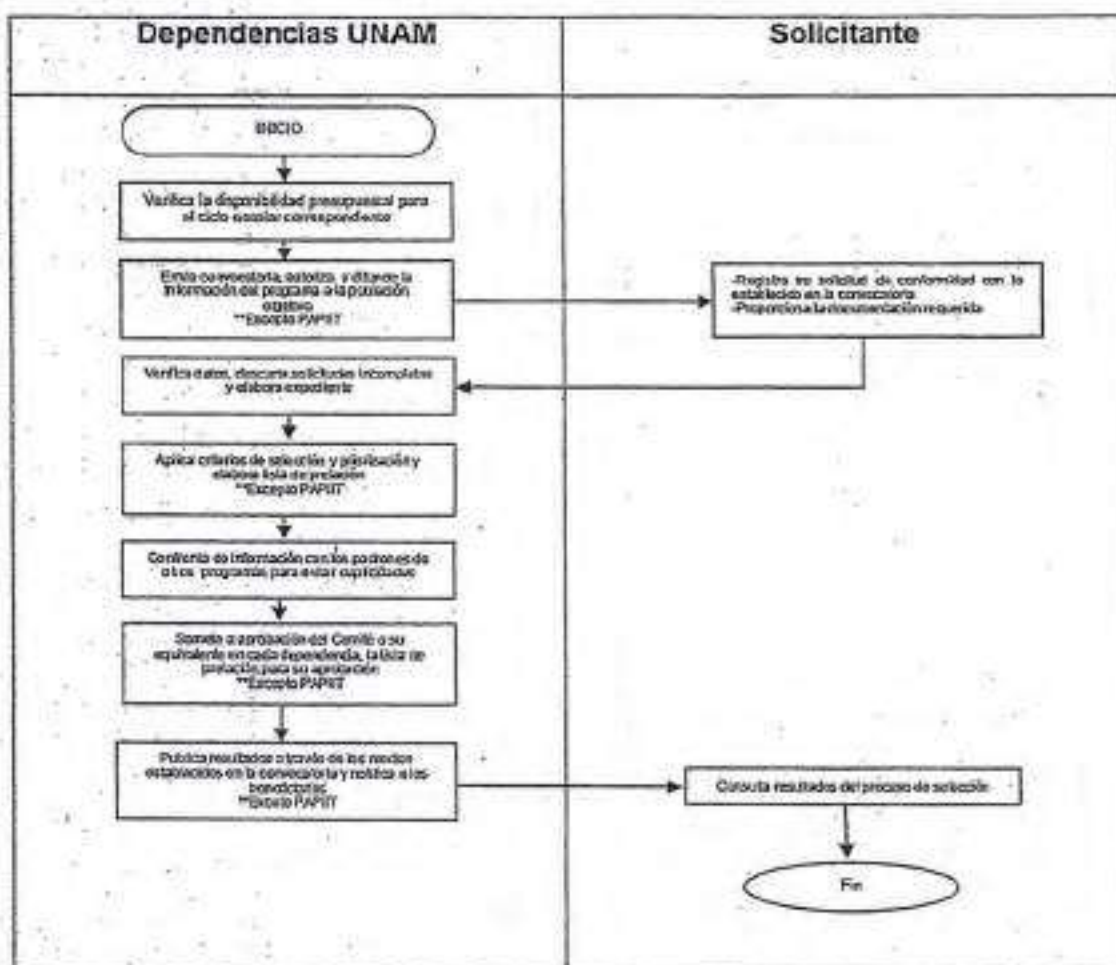 Dependencias UNAM
Solicitante
INICIO
Verifica la disponibilidad presupuestal para
el ciclo escolar correspondiente
Emite convocatoria, autoriza y difunde la
información del programa a la población
objetivo
**Excepto PAPIIT
-Registra su solicitud de conformidad con lo
establecido en la convocatoria
-Proporciona la documentación requerida
Verifica datos, descarta solicitudes incompletas
y elabora expediente
Aplica criterios de selección y priorización y
elabora lista de prelación
**Excepto PAPIIT
Confronta de información con los padrones de
otros programas, para evitar duplicidades
Somete a aprobación del Comité o su
equivalente en cada dependencia, la lista de
prelación, para su aprobación
**Excepto PAPIIT
Publica resultados a través de los medios
establecidos en la convocatoria y notifica a los
beneficiarios
**Excepto PAPIIT
Consulta resultados del proceso de selección
Fin